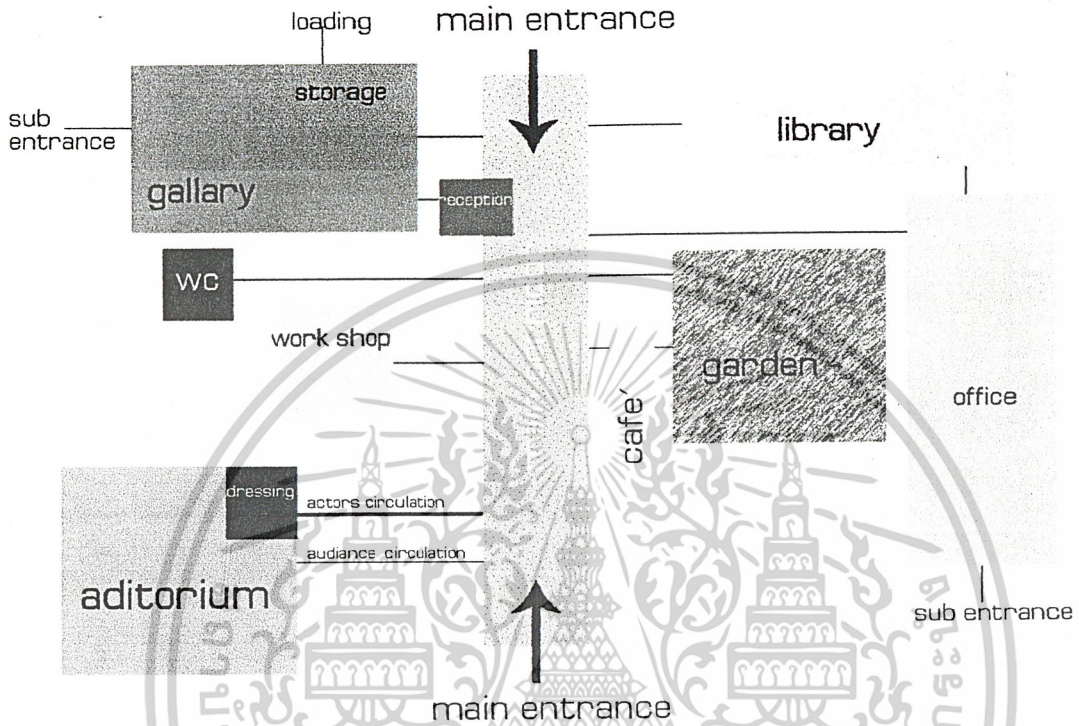 loading
main entrance
storage
sub
entrance
library
gallary
reception
WC
work shop
garden
office
café
dressing
actors circulation
audiance circulation
aditorium
sub entrance
main entrance